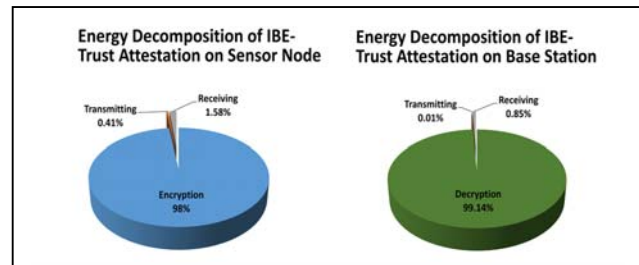 Energy Decomposition of IBE-
Trust Attestation on Sensor Node
Transmitting
0.41%
Receiving
1.58%
Encryption
98%
Energy Decomposition of IBE-
Trust Attestation on Base Station
Transmitting
0.01%
Receiving
0.85%
Decryption
99.14%